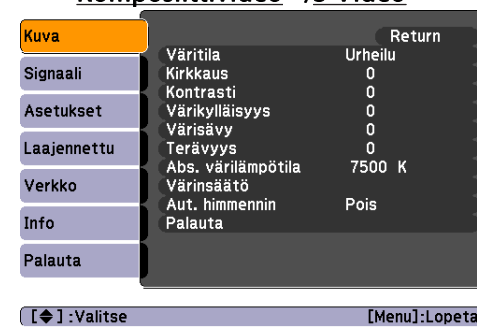 Komposiittivideo /S-Video
Kuva
Signaali
Asetukset
Laajennettu
Verkko
Info
Palauta
Return
Väritila Urheilu
Kirkkaus 0
Kontrasti 0
Värikylläisyys 0
Värisävy 0
Terävyys 0
Abs. värilämpötila 7500 K
Värinsäätö
Aut. himmennin Pois
Palauta
[◆] :Valitse [Menu]:Lopeta